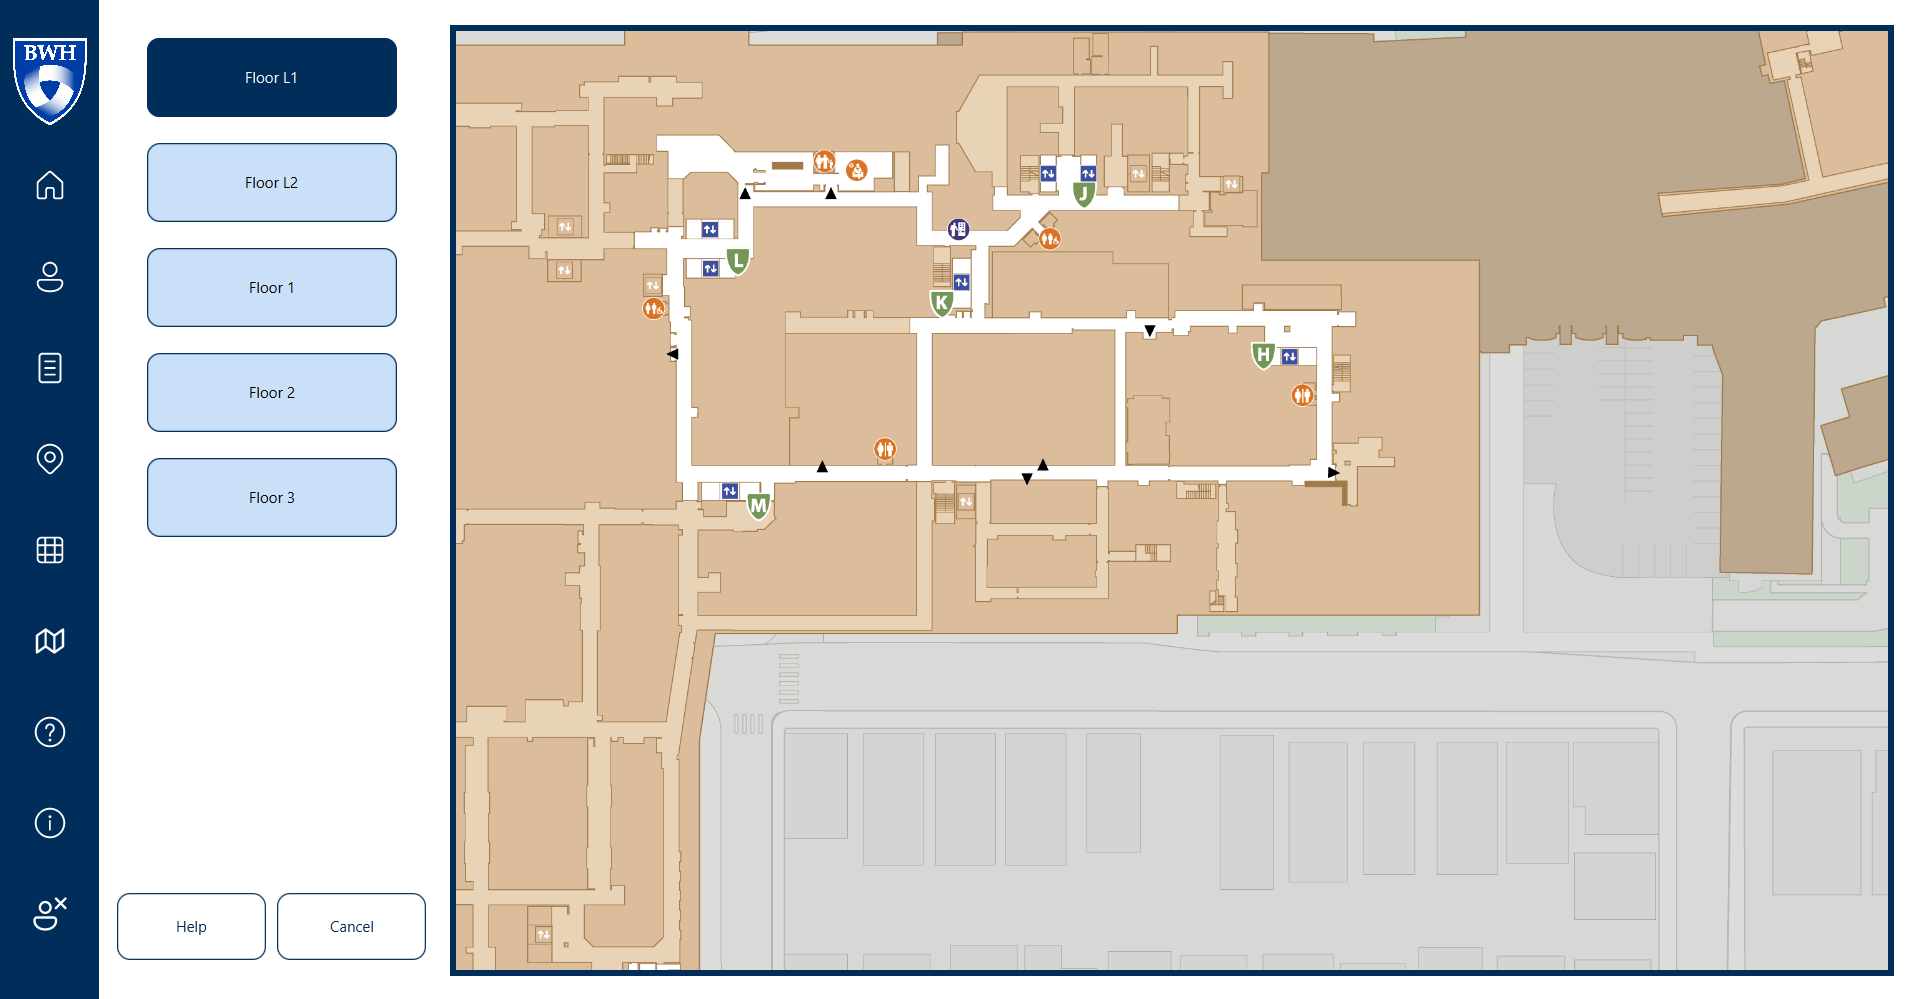 BWH
Floor L1
Floor L2
Floor 1
Floor 2
Floor 3
Help
Cancel
J
L
K
H
M